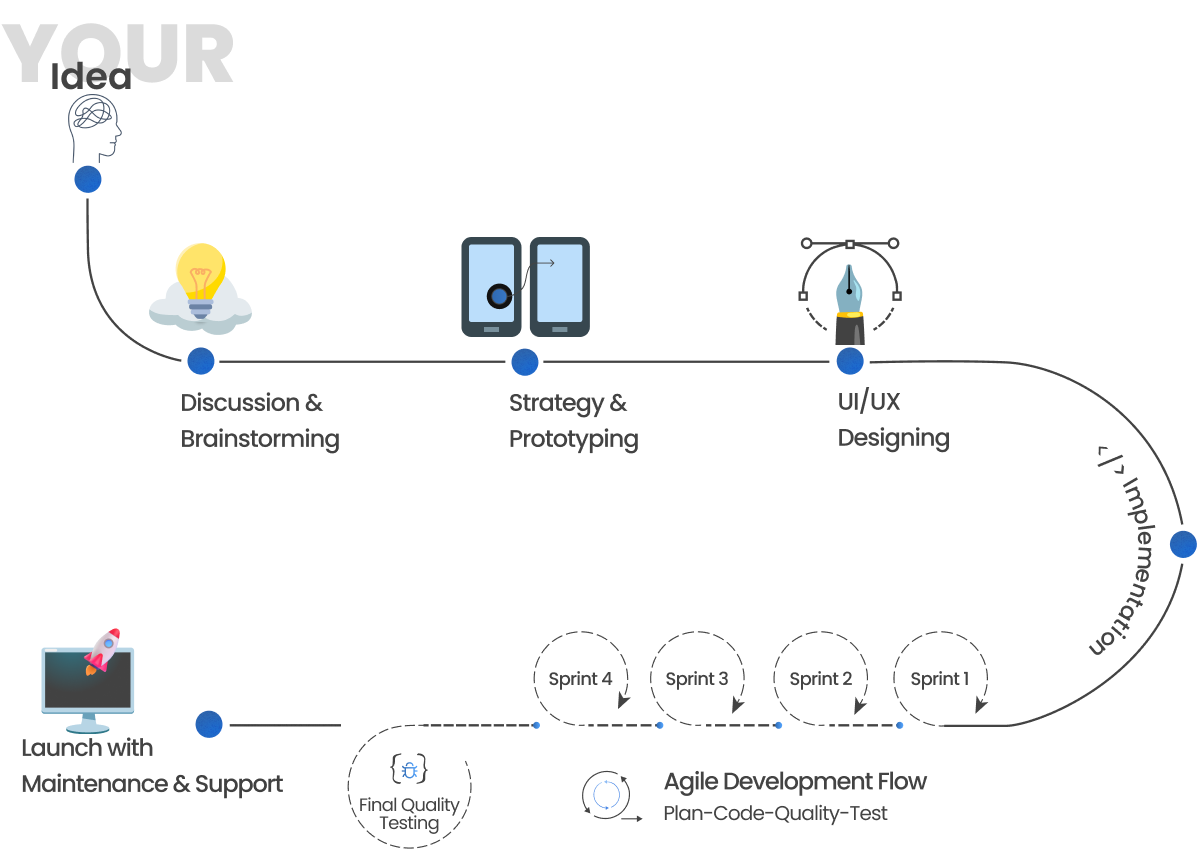 YOUR
Idea
Discussion &
Brainstorming
Strategy &
Prototyping
UI/UX
Designing
</> Implementation
Sprint 1
Sprint 2
Sprint 3
Sprint 4
Final Quality
Testing
Agile Development Flow
Plan-Code-Quality-Test
Launch with
Maintenance & Support